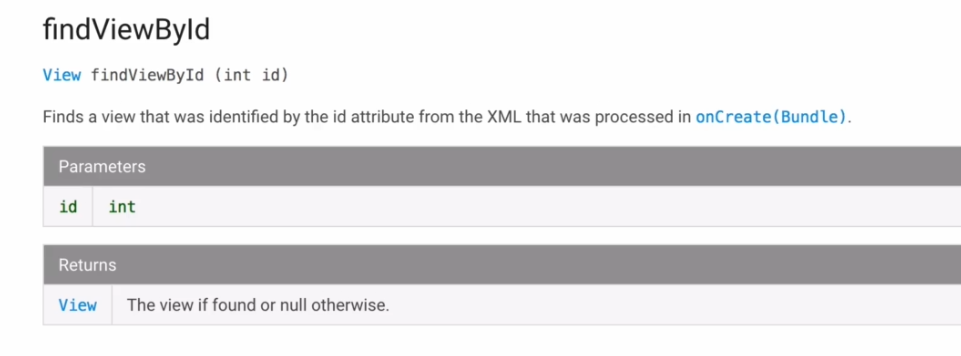 findViewById
View findViewById (int id)
Finds a view that was identified by the id attribute from the XML that was processed in onCreate(Bundle).
Parameters
id int
Returns
View The view if found or null otherwise.